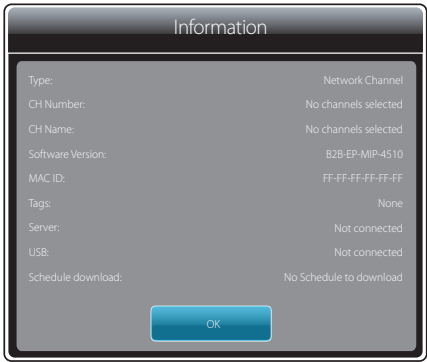 Information
Type: Network Channel
CH Number: No channels selected
CH Name: No channels selected
Software Version: B2B-EP-MIP-4510
MAC ID: FF-FF-FF-FF-FF-FF
Tags: None
Server: Not connected
USB: Not connected
Schedule download: No Schedule to download
OK